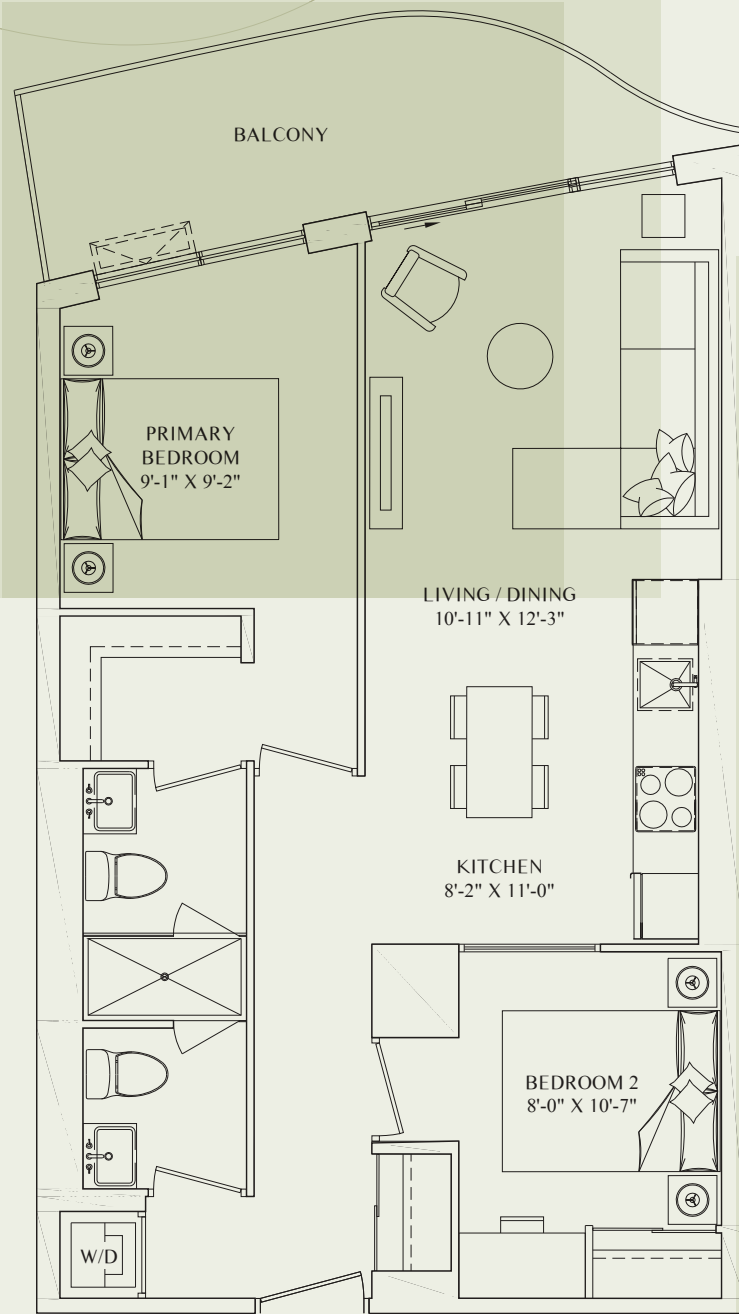 BALCONY
PRIMARY
BEDROOM
9'-1" X 9'-2"
LIVING / DINING
10'-11" X 12'-3"
KITCHEN
8'-2" X 11'-0"
BEDROOM 2
8'-0" X 10'-7"
W/D